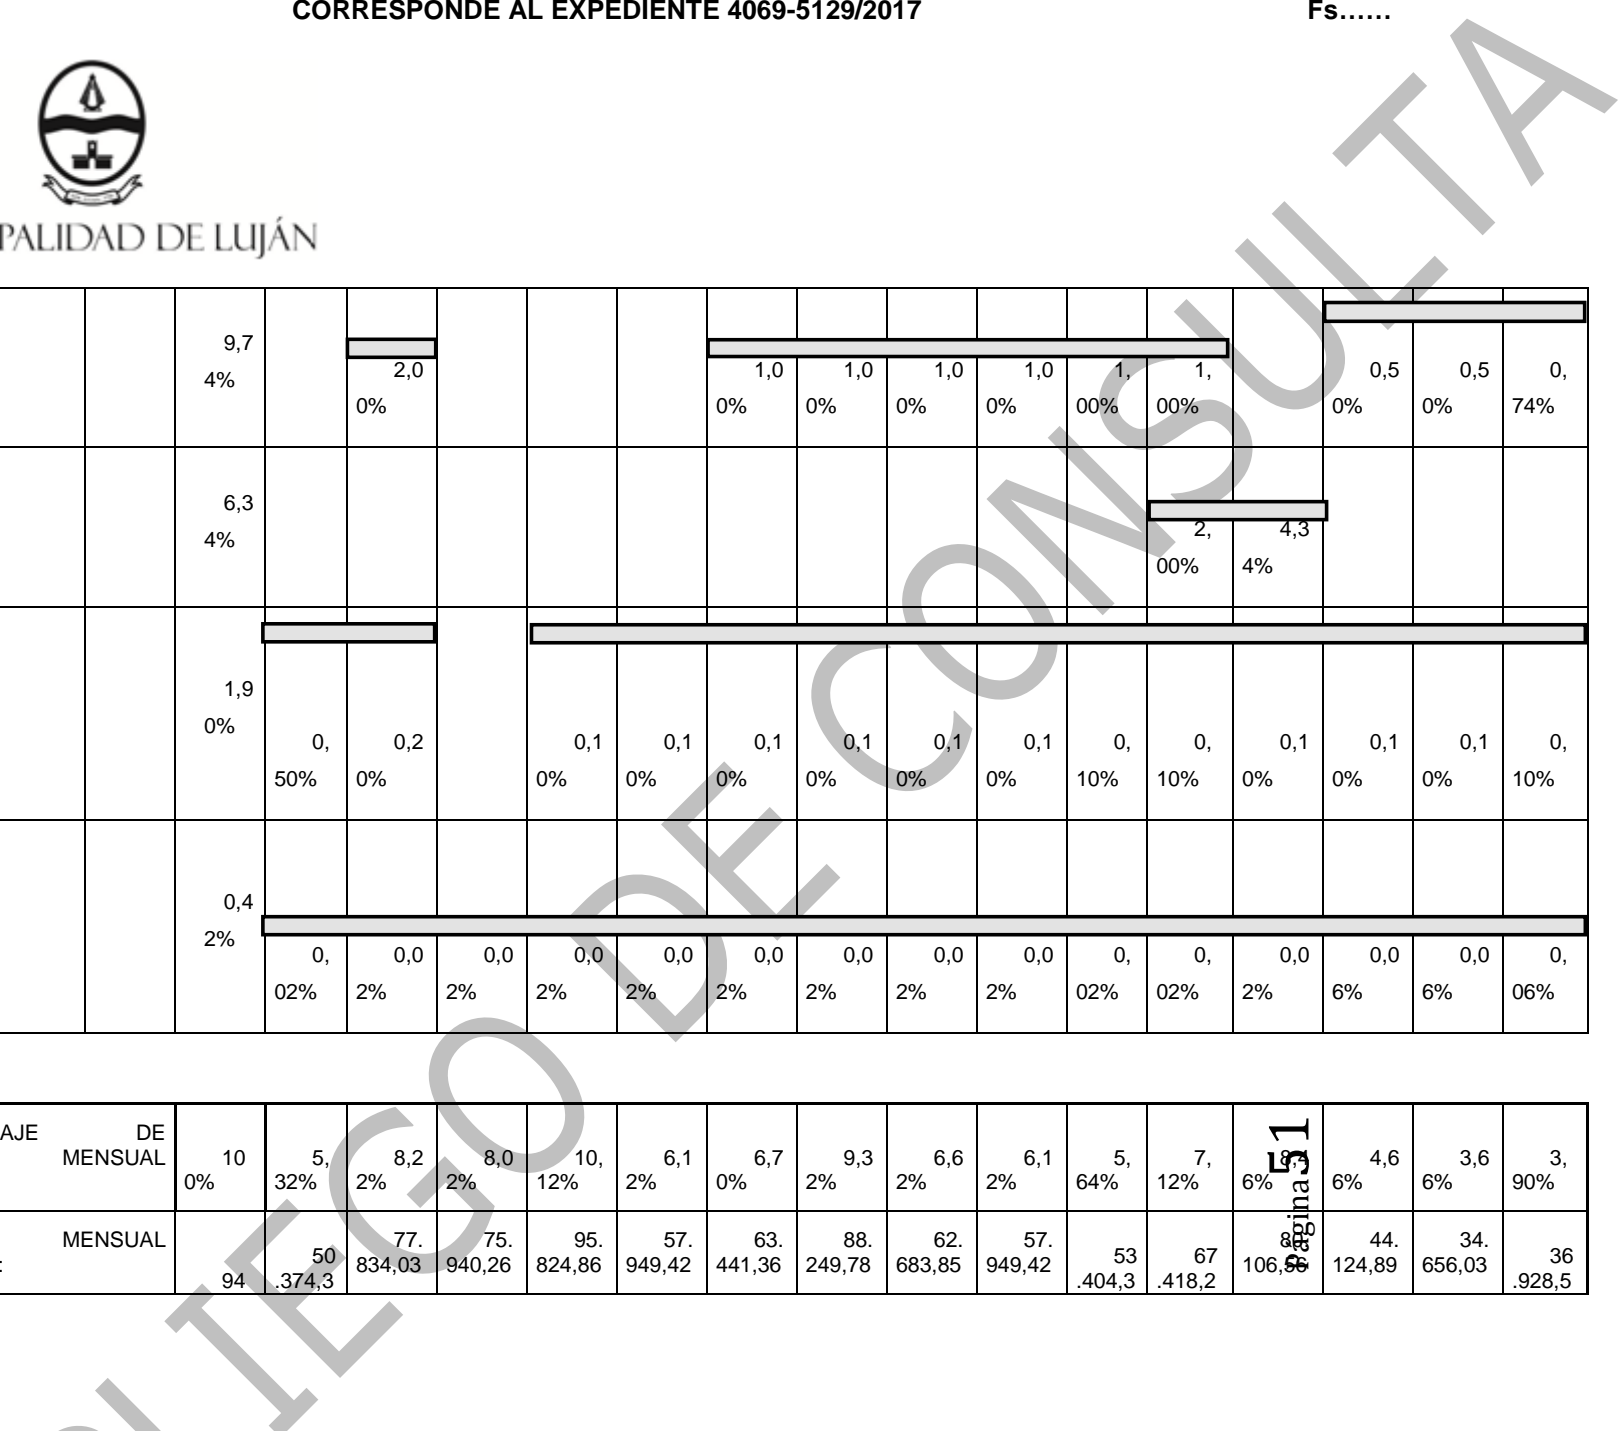 CORRESPONDE AL EXPEDIENTE 4069-5129/2017 Fs......
PALIDAD DE LUJÁN
9,7
4%
2,0 1,0 1,0 1,0 1,0 1, 1, 0,5 0,5 0,
0% 0% 0% 0% 0% 00% 00% 0% 0% 74%
6,3
4%
2, 4,3
00% 4%
1,9
0%
0, 0,2 0,1 0,1 0,1 0,1 0,1 0,1 0, 0, 0,1 0,1 0,1 0,
50% 0% 0% 0% 0% 0% 0% 0% 10% 10% 0% 0% 0% 10%
0,4
2%
0, 0,0 0,0 0,0 0,0 0,0 0,0 0,0 0,0 0, 0, 0,0 0,0 0,0 0,
02% 2% 2% 2% 2% 2% 2% 2% 2% 02% 02% 2% 6% 6% 06%
AJE DE
MENSUAL 10 5, 8,2 8,0 10, 6,1 6,7 9,3 6,6 6,1 5, 7, 8,4 4,6 3,6 3,
0% 32% 2% 2% 12% 2% 0% 2% 2% 2% 64% 12% 6% 6% 6% 90%
MENSUAL 77. 75. 95. 57. 63. 88. 62. 57. 44. 34.
: 50 834,03 940,26 824,86 949,42 441,36 249,78 683,85 949,42 53 67 124,89 656,03 36
94 .374,3 .404,3 .418,2 .928,5
Pagina 51
PLIEGO DE CONSULTA